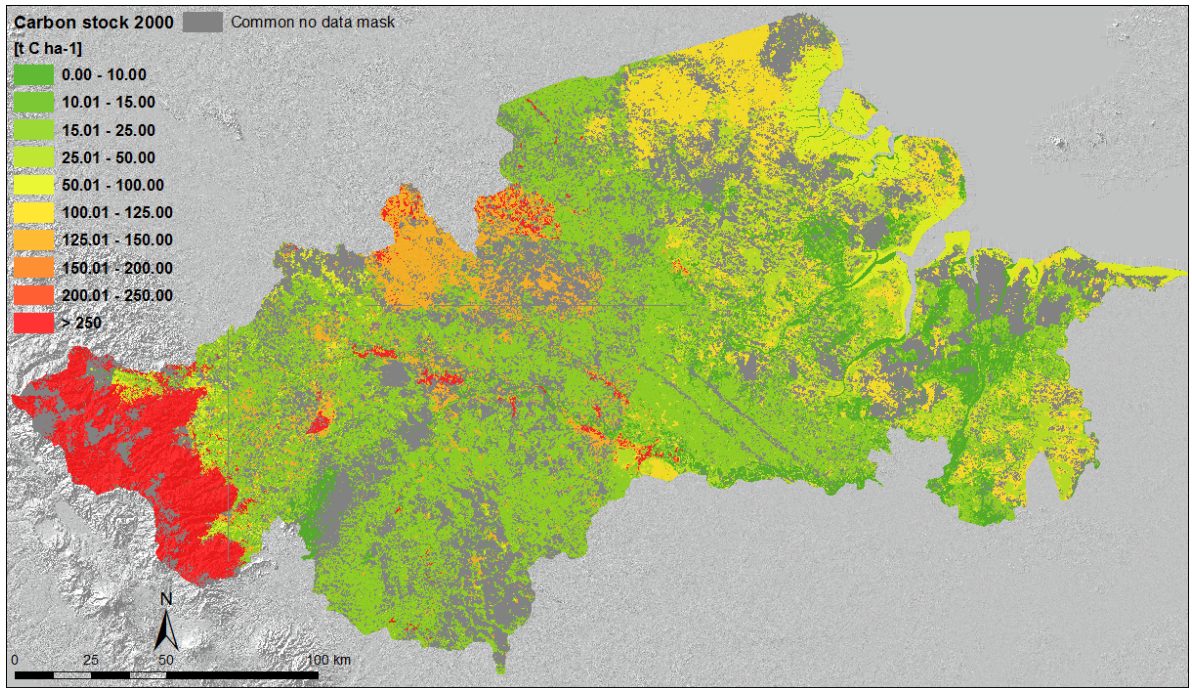 Carbon stock 2000 Common no data mask
[t C ha-1]
0.00 - 10.00
10.01 - 15.00
15.01 - 25.00
25.01 - 50.00
50.01 - 100.00
100.01 - 125.00
125.01 - 150.00
150.01 - 200.00
200.01 - 250.00
> 250
N
0 25 50 100 km